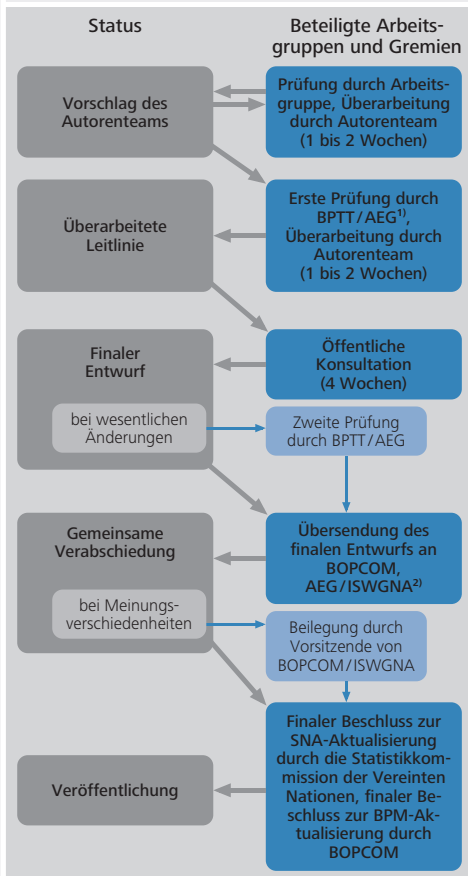 Status
Beteiligte Arbeits-
gruppen und Gremien
Vorschlag des
Autorenteams
Prüfung durch Arbeits-
gruppe, Überarbeitung
durch Autorenteam
(1 bis 2 Wochen)
Überarbeitete
Leitlinie
Erste Prüfung durch
BPTT/AEG¹⁾,
Überarbeitung durch
Autorenteam
(1 bis 2 Wochen)
Finaler
Entwurf
Öffentliche
Konsultation
(4 Wochen)
bei wesentlichen
Änderungen
Zweite Prüfung
durch BPTT/AEG
Gemeinsame
Verabschiedung
Übersendung des
finalen Entwurfs an
BOPCOM,
AEG/ISWGNA²⁾
bei Meinungs-
verschiedenheiten
Beilegung durch
Vorsitzende von
BOPCOM/ISWGNA
Veröffentlichung
Finaler Beschluss zur
SNA-Aktualisierung
durch die Statistikkom-
mission der Vereinten
Nationen, finaler Be-
schluss zur BPM-Ak-
tualisierung durch
BOPCOM